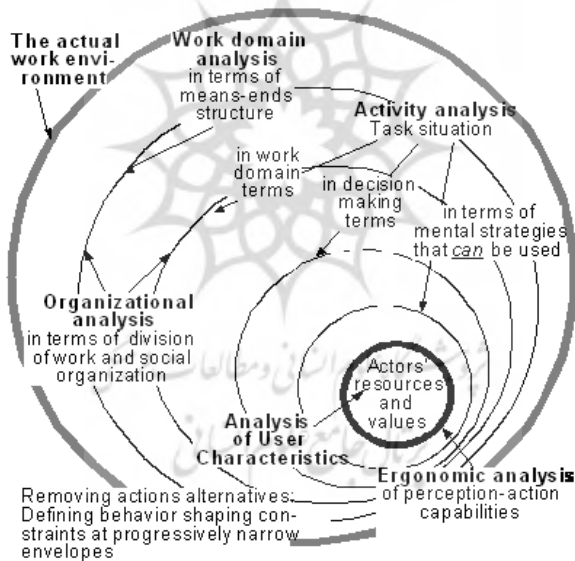 The actual
work envi-
ronment
Work domain
analysis
in terms of
means-ends
structure
Activity analysis
Task situation
in work
domain
terms
in decision
making
terms
in terms of
mental strategies
that can be used
Organizational
analysis
in terms of division
of work and social
organization
Actors'
resources
and
values
Analysis
of User
Characteristics
Ergonomic analysis
of perception-action
capabilities
Removing actions alternatives:
Defining behavior shaping con-
straints at progressively narrow
envelopes